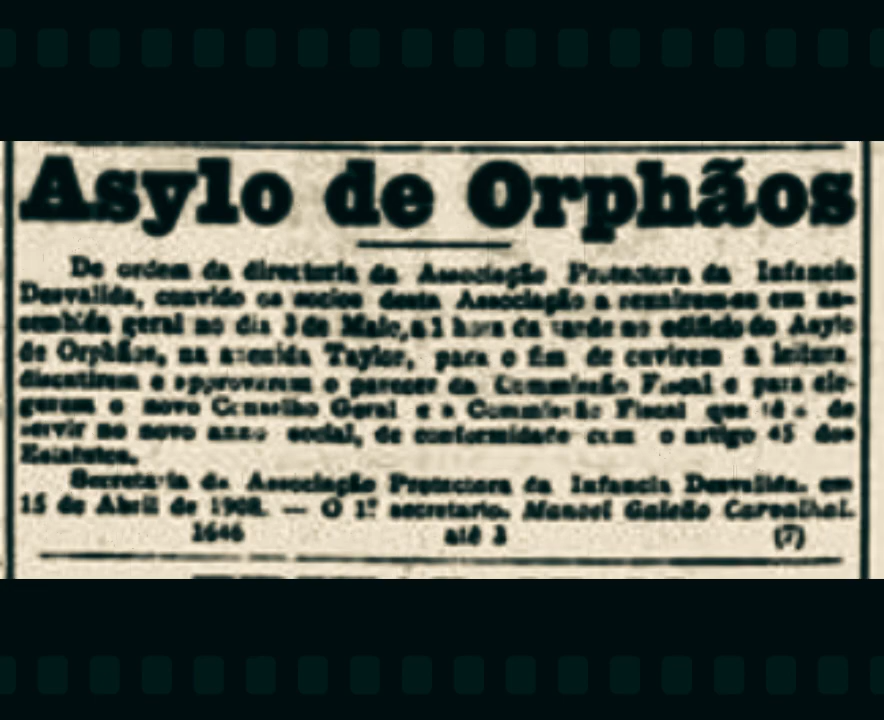 Asylo de Orphãos
De ordem da directoria da Associação Protectora da Infancia
Desvalida, convido os socios desta Associação a reunirem-se em as-
sembléa geral no dia 3 de Maio, a 1 hora da tarde no edificio do Asylo
de Orphãos, na avenida Taylor, para o fim de ouvirem a leitura
discutirem e approvarem o parecer da Commissão Fiscal e para ele-
gerem o novo Conselho Geral e a Commissão Fiscal que de
servir no novo anno social, de conformidade com o artigo 45 dos
Estatutos.
Secretaria da Associação Protectora da Infancia Desvalida, em
15 de Abril de 1908. — O 1º secretario, Manoel Galeão Carvalhal.
1646 até 3 (7)